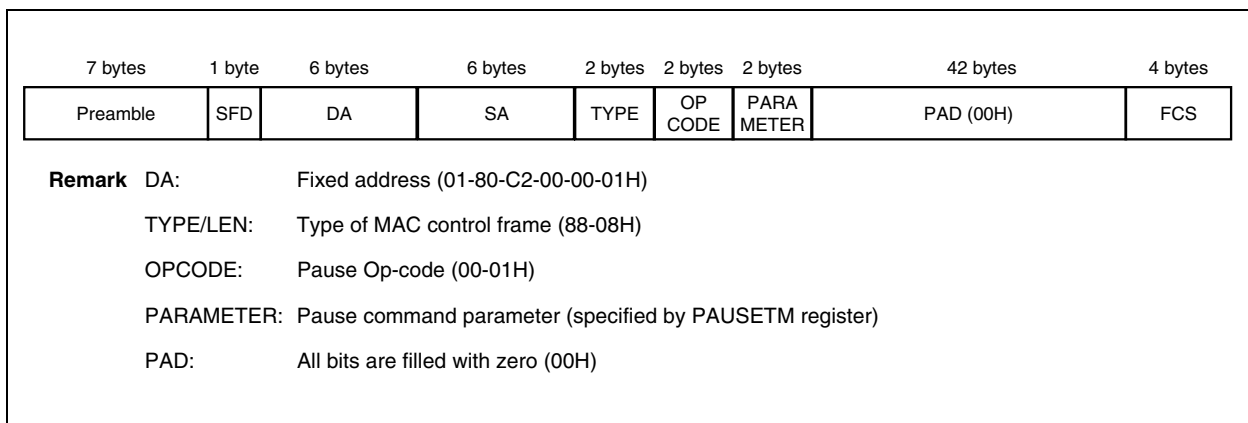 7 bytes 1 byte 6 bytes 6 bytes 2 bytes 2 bytes 2 bytes 42 bytes 4 bytes
Preamble SFD DA SA TYPE OP CODE PARA METER PAD (00H) FCS
Remark DA: Fixed address (01-80-C2-00-00-01H)
TYPE/LEN: Type of MAC control frame (88-08H)
OPCODE: Pause Op-code (00-01H)
PARAMETER: Pause command parameter (specified by PAUSETM register)
PAD: All bits are filled with zero (00H)